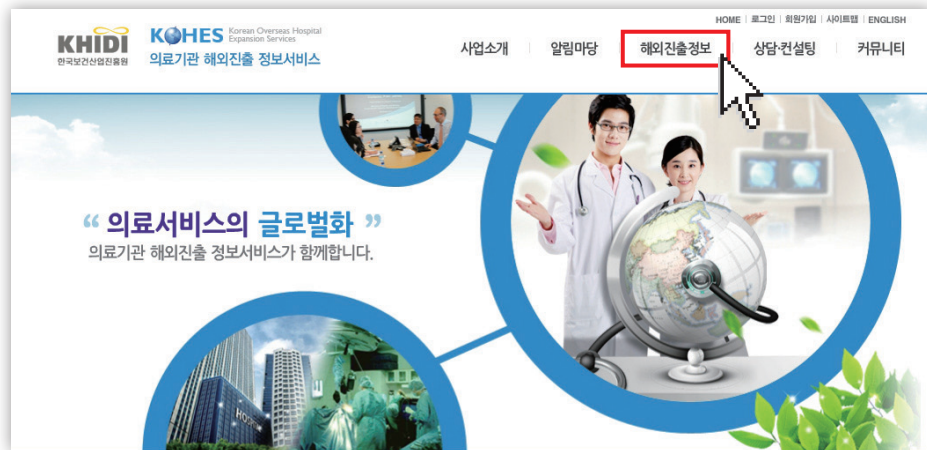 HOME | 로그인 | 회원가입 | 사이트맵 | ENGLISH
KHIDI
한국보건산업진흥원
KOHES Korean Overseas Hospital
Expansion Services
의료기관 해외진출 정보서비스
사업소개 알림마당 해외진출정보 상담·컨설팅 커뮤니티
“ 의료서비스의 글로벌화 ”
의료기관 해외진출 정보서비스가 함께합니다.